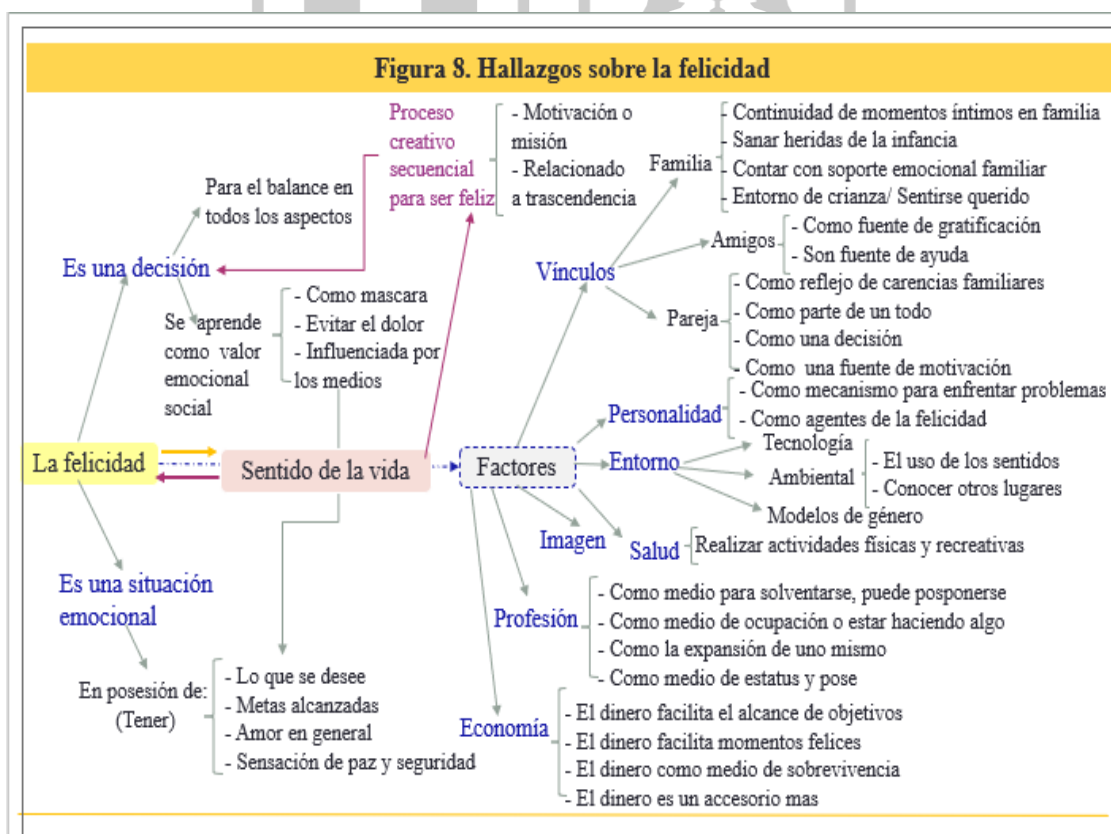 Figura 8. Hallazgos sobre la felicidad
Proceso
creativo
secuencial
para ser feliz
- Motivación o
misión
- Relacionado
a trascendencia
Para el balance en
todos los aspectos
Es una decisión
Se aprende
como valor
emocional
social
- Como mascara
- Evitar el dolor
- Influenciada por
los medios
La felicidad
Sentido de la vida
Es una situación
emocional
En posesión de:
(Tener)
- Lo que se desee
- Metas alcanzadas
- Amor en general
- Sensación de paz y seguridad
Factores
Vínculos
Familia
- Continuidad de momentos íntimos en familia
- Sanar heridas de la infancia
- Contar con soporte emocional familiar
- Entorno de crianza/ Sentirse querido
Amigos
- Como fuente de gratificación
- Son fuente de ayuda
Pareja
- Como reflejo de carencias familiares
- Como parte de un todo
- Como una decisión
- Como una fuente de motivación
Personalidad
- Como mecanismo para enfrentar problemas
- Como agentes de la felicidad
Entorno
Tecnología
Ambiental
- El uso de los sentidos
- Conocer otros lugares
Modelos de género
Imagen
Salud
Realizar actividades físicas y recreativas
Profesión
- Como medio para solventarse, puede posponerse
- Como medio de ocupación o estar haciendo algo
- Como la expansión de uno mismo
- Como medio de estatus y pose
Economía
- El dinero facilita el alcance de objetivos
- El dinero facilita momentos felices
- El dinero como medio de sobrevivencia
- El dinero es un accesorio mas